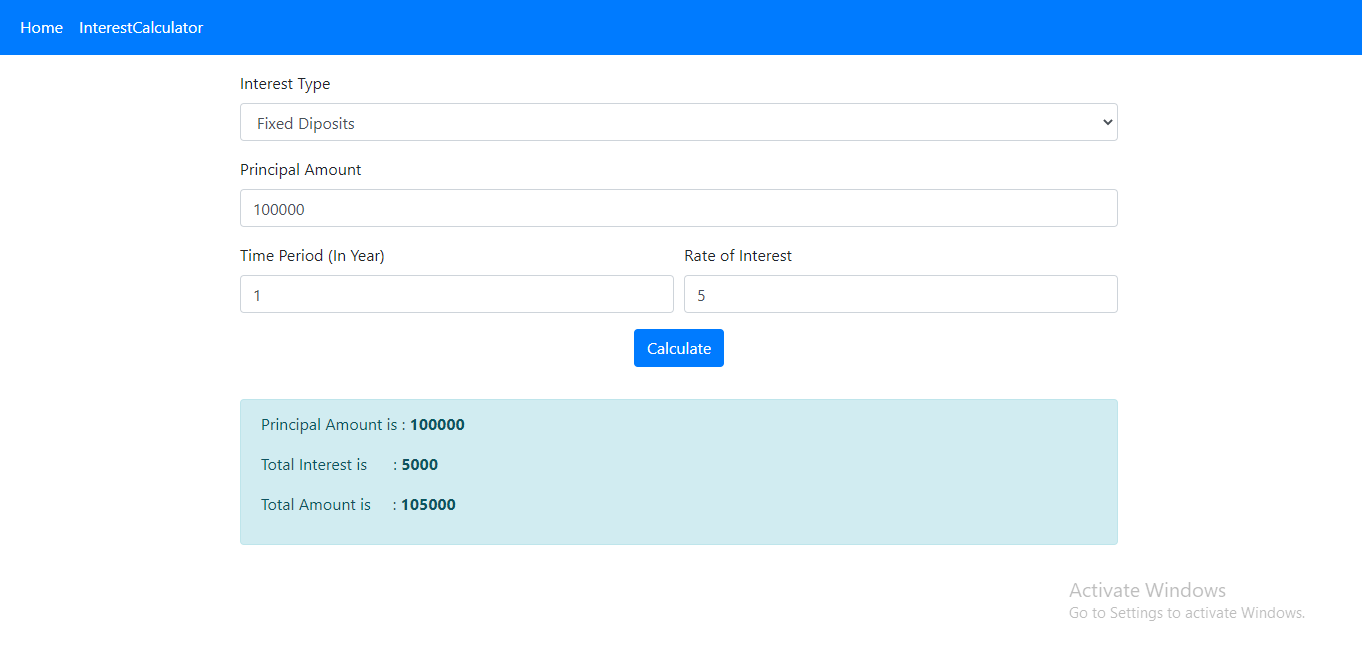 Home InterestCalculator
Interest Type
Fixed Diposits
Principal Amount
100000
Time Period (In Year) Rate of Interest
1 5
Calculate
Principal Amount is : 100000
Total Interest is : 5000
Total Amount is : 105000
Activate Windows
Go to Settings to activate Windows.